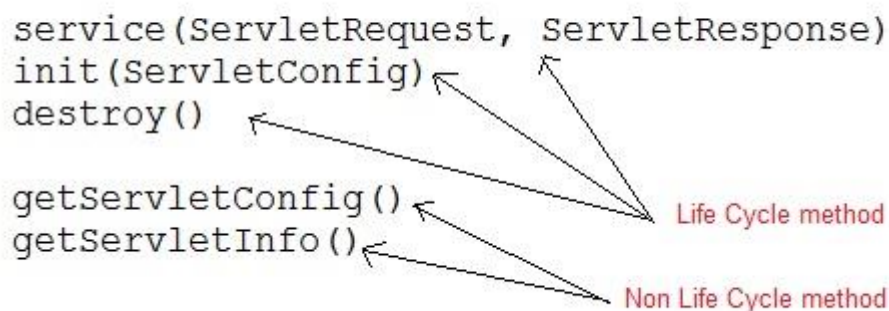 service(ServletRequest, ServletResponse)
init(ServletConfig)
destroy()
getServletConfig()
getServletInfo()
Life Cycle method
Non Life Cycle method